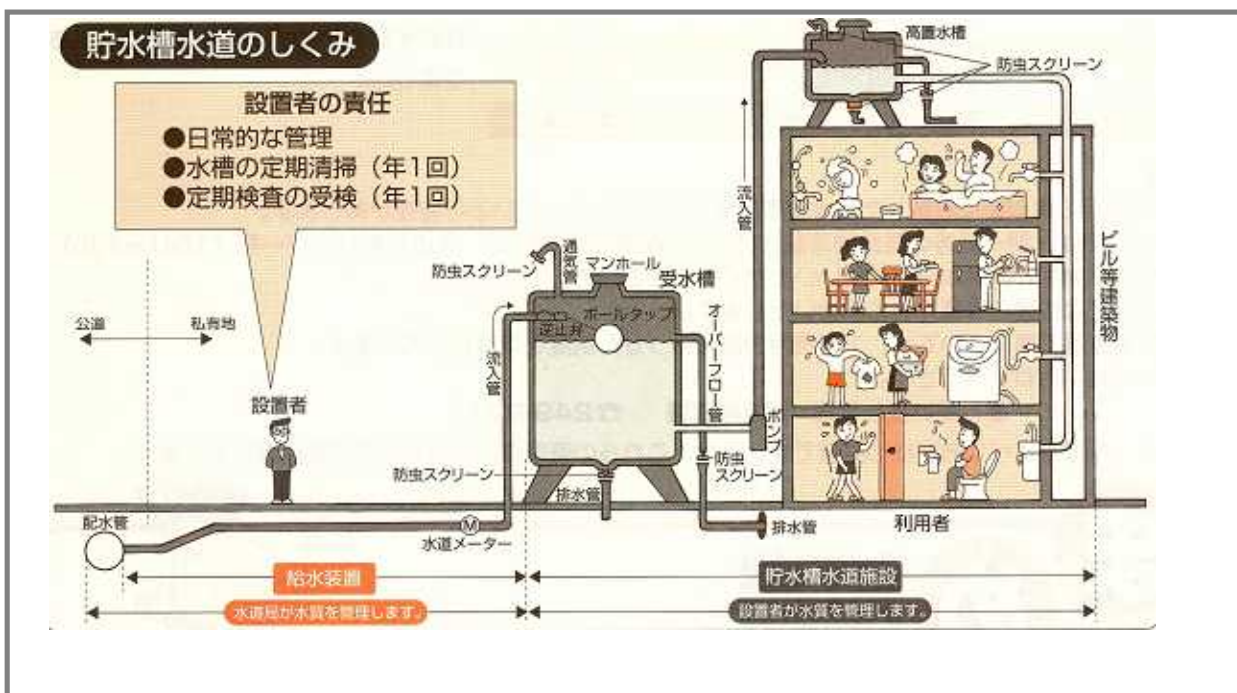 貯水槽水道のしくみ
設置者の責任
●日常的な管理
●水槽の定期清掃（年1回）
●定期検査の受検（年1回）
高置水槽
防虫スクリーン
流入管
通気管
防虫スクリーン
マンホール
受水槽
ボールタップ
逆止弁
オーバーフロー管
流入管
公道
私有地
設置者
ビル等建築物
ポンプ
防虫スクリーン
防虫
スクリーン
排水管
配水管
水道メーター
M
排水管
利用者
給水装置
貯水槽水道施設
水道局が水質を管理します。
設置者が水質を管理します。